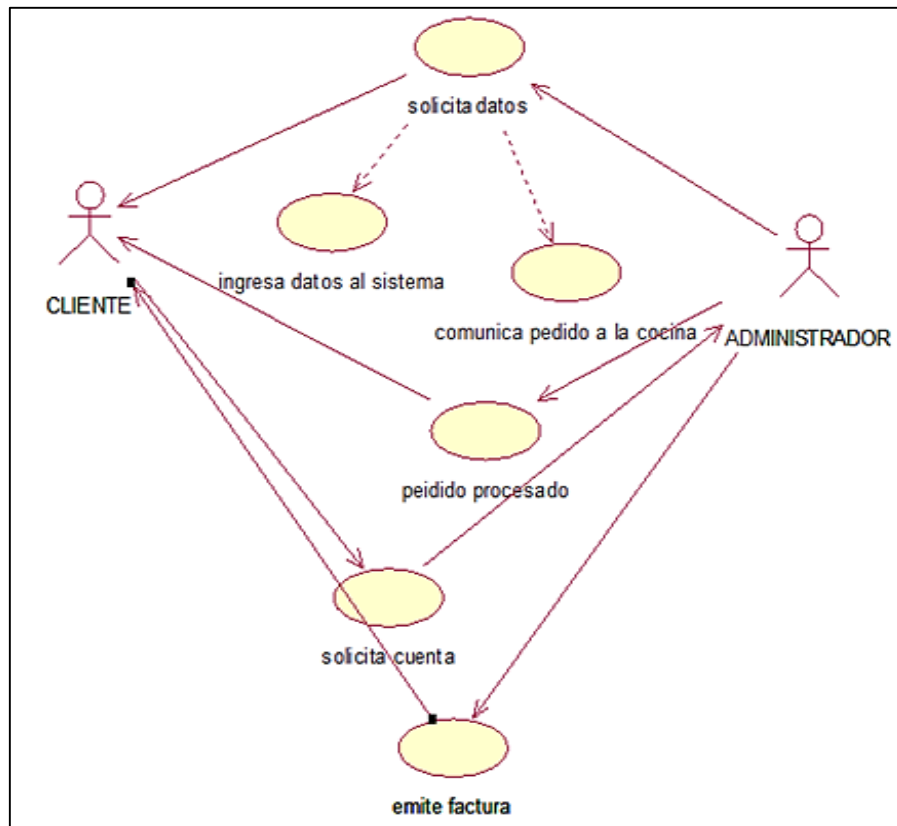 solicita datos
ingresa datos al sistema
CLIENTE
comunica pedido a la cocina
ADMINISTRADOR
peidido procesado
solicita cuenta
emite factura